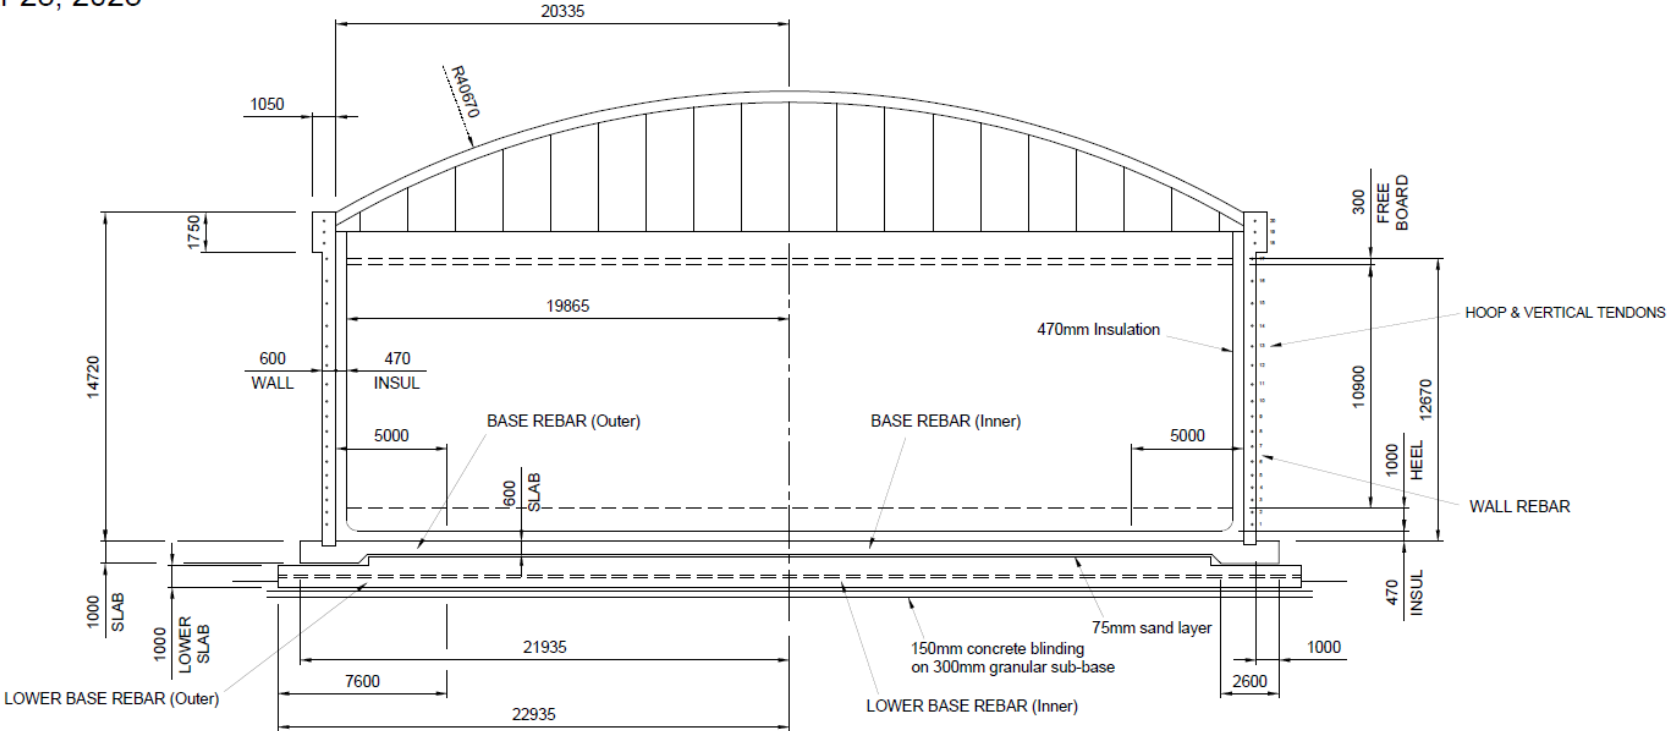 20335
R40670
1050
1750
300
FREE
BOARD
14720
19865
470mm Insulation
HOOP & VERTICAL TENDONS
600
WALL
470
INSUL
10900
12670
BASE REBAR (Outer)
BASE REBAR (Inner)
5000
5000
1000
HEEL
600
SLAB
WALL REBAR
1000
SLAB
1000
LOWER
SLAB
470
INSUL
75mm sand layer
21935
150mm concrete blinding
on 300mm granular sub-base
1000
7600
2600
LOWER BASE REBAR (Outer)
LOWER BASE REBAR (Inner)
22935